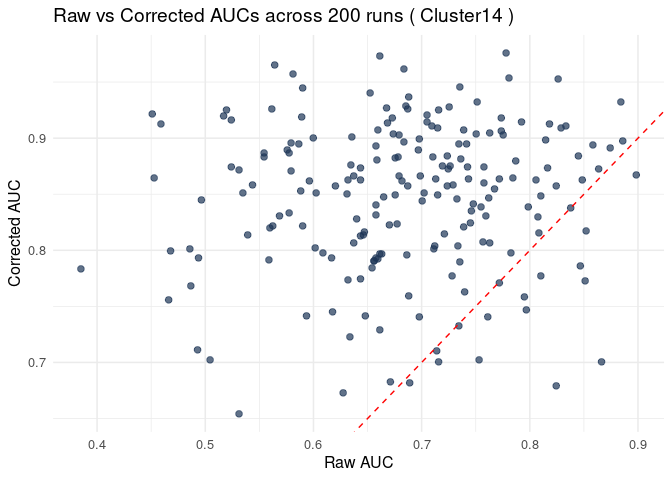 Raw vs Corrected AUCs across 200 runs ( Cluster14 )
Corrected AUC
0.9
0.8
0.7
0.4 0.5 0.6 0.7 0.8 0.9
Raw AUC